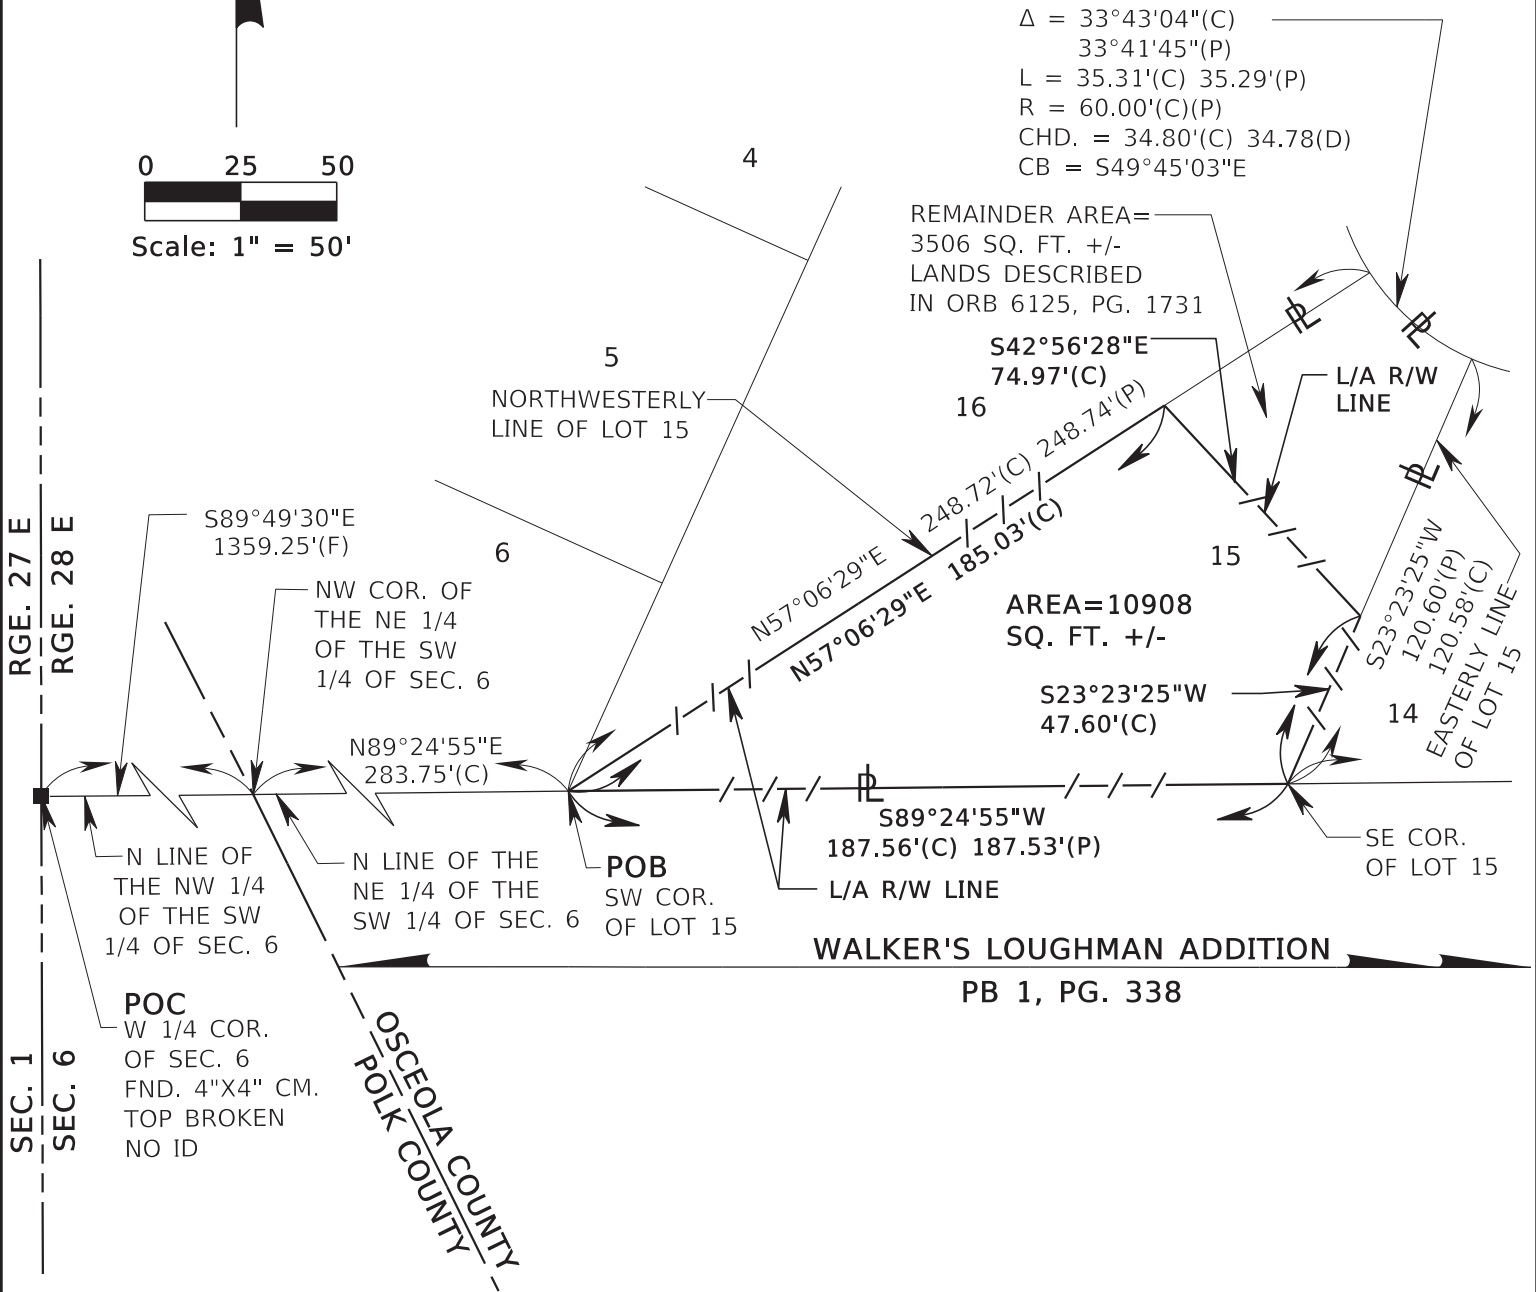 Δ = 33°43'04"(C)
33°41'45"(P)
L = 35.31'(C) 35.29'(P)
R = 60.00'(C)(P)
CHD. = 34.80'(C) 34.78(D)
CB = S49°45'03"E
0 25 50
Scale: 1" = 50'
4
REMAINDER AREA=
3506 SQ. FT. +/-
LANDS DESCRIBED
IN ORB 6125, PG. 1731
S42°56'28"E
74.97'(C)
L/A R/W
LINE
5
NORTHWESTERLY
LINE OF LOT 15
16
248.72'(C) 248.74'(P)
N57°06'29"E
N57°06'29"E 185.03'(C)
PL
PL
PL
RGE. 27 E
RGE. 28 E
S89°49'30"E
1359.25'(F)
6
NW COR. OF
THE NE 1/4
OF THE SW
1/4 OF SEC. 6
15
AREA=10908
SQ. FT. +/-
S23°23'25"W
120.60'(P)
120.58'(C)
EASTERLY LINE
OF LOT 15
S23°23'25"W
47.60'(C)
14
N89°24'55"E
283.75'(C)
PL
S89°24'55"W
187.56'(C) 187.53'(P)
L/A R/W LINE
SE COR.
OF LOT 15
N LINE OF
THE NW 1/4
OF THE SW
1/4 OF SEC. 6
N LINE OF THE
NE 1/4 OF THE
SW 1/4 OF SEC. 6
POB
SW COR.
OF LOT 15
WALKER'S LOUGHMAN ADDITION
PB 1, PG. 338
POC
W 1/4 COR.
OF SEC. 6
FND. 4"X4" CM.
TOP BROKEN
NO ID
SEC. 1
SEC. 6
OSCEOLA COUNTY
POLK COUNTY